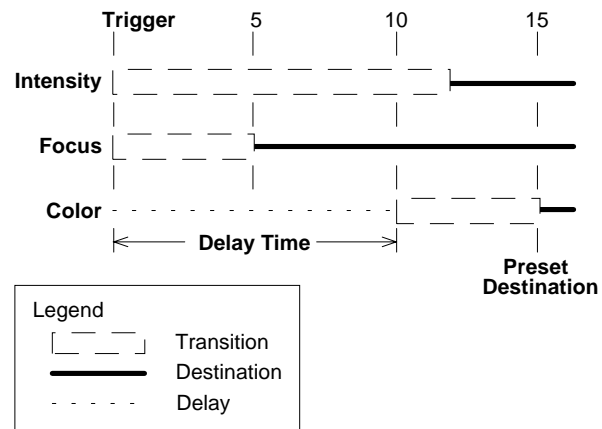 Trigger 5 10 15
Intensity
Focus
Color
Delay Time
Preset
Destination
Legend
Transition
Destination
Delay